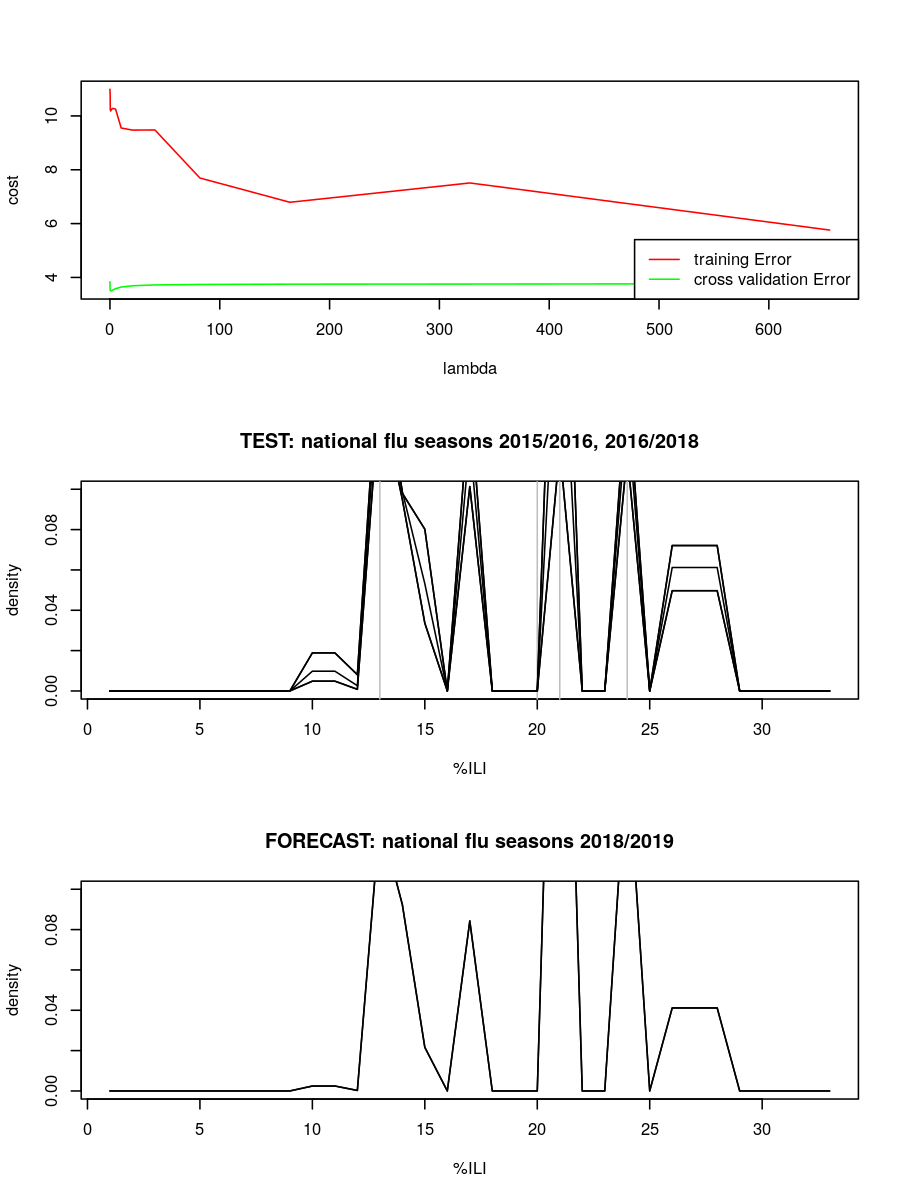 10
8
6
4
cost
training Error
cross validation Error
0 100 200 300 400 500 600
lambda
TEST: national flu seasons 2015/2016, 2016/2018
0.08
0.04
0.00
density
0 5 10 15 20 25 30
%ILI
FORECAST: national flu seasons 2018/2019
0.08
0.04
0.00
density
0 5 10 15 20 25 30
%ILI